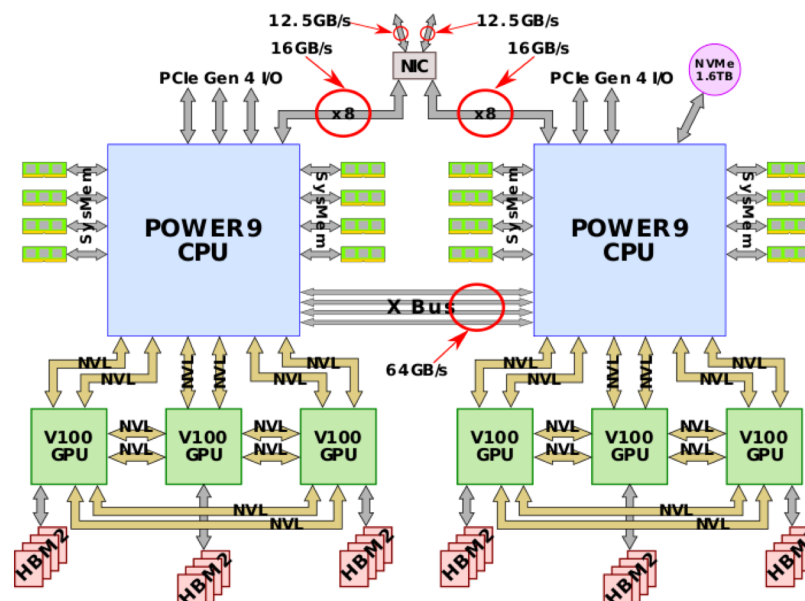 12.5GB/s
12.5GB/s
16GB/s
16GB/s
NIC
NVMe
1.6TB
PCIe Gen 4 I/O
PCIe Gen 4 I/O
x8
x8
SysMem
SysMem
SysMem
SysMem
POWER9
CPU
POWER9
CPU
X Bus
64GB/s
NVL
NVL
NVL
NVL
NVL
NVL
NVL
NVL
NVL
NVL
NVL
NVL
V100
GPU
V100
GPU
V100
GPU
V100
GPU
V100
GPU
V100
GPU
NVL
NVL
NVL
NVL
NVL
NVL
NVL
NVL
NVL
NVL
NVL
NVL
HBM2
HBM2
HBM2
HBM2
HBM2
HBM2